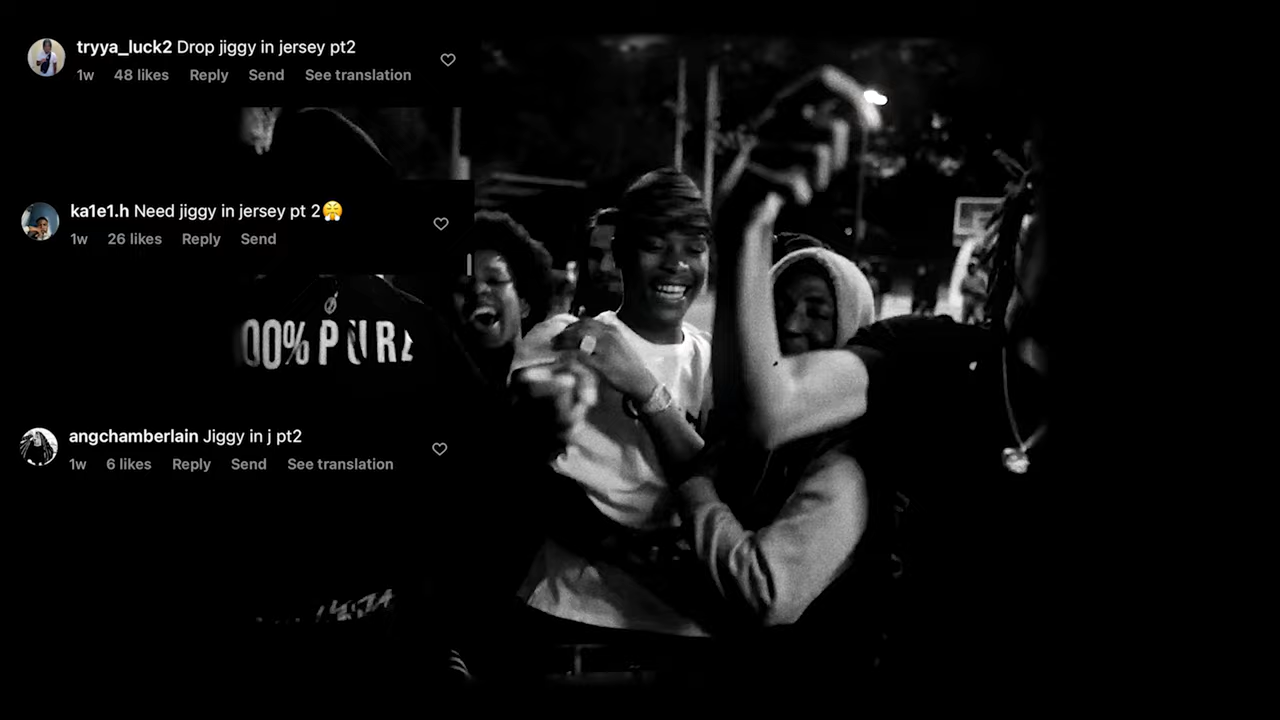 tryya_luck2 Drop jiggy in jersey pt2
1w 48 likes Reply Send See translation
ka1e1.h Need jiggy in jersey pt 2😤
1w 26 likes Reply Send
00% PURE
angchamberlain Jiggy in j pt2
1w 6 likes Reply Send See translation